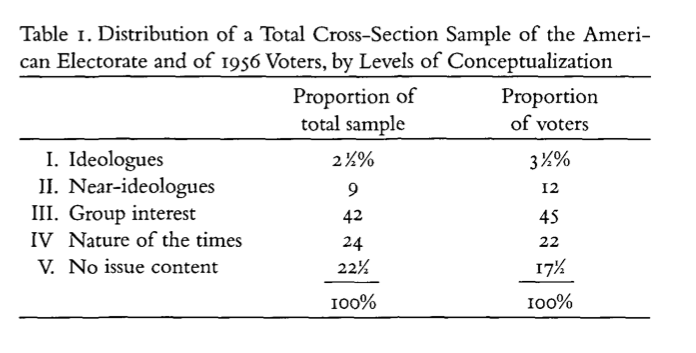 Table 1. Distribution of a Total Cross-Section Sample of the Ameri-
can Electorate and of 1956 Voters, by Levels of Conceptualization
Proportion of Proportion
total sample of voters
I. Ideologues 2½% 3½%
II. Near-ideologues 9 12
III. Group interest 42 45
IV Nature of the times 24 22
V. No issue content 22½ 17½
100% 100%